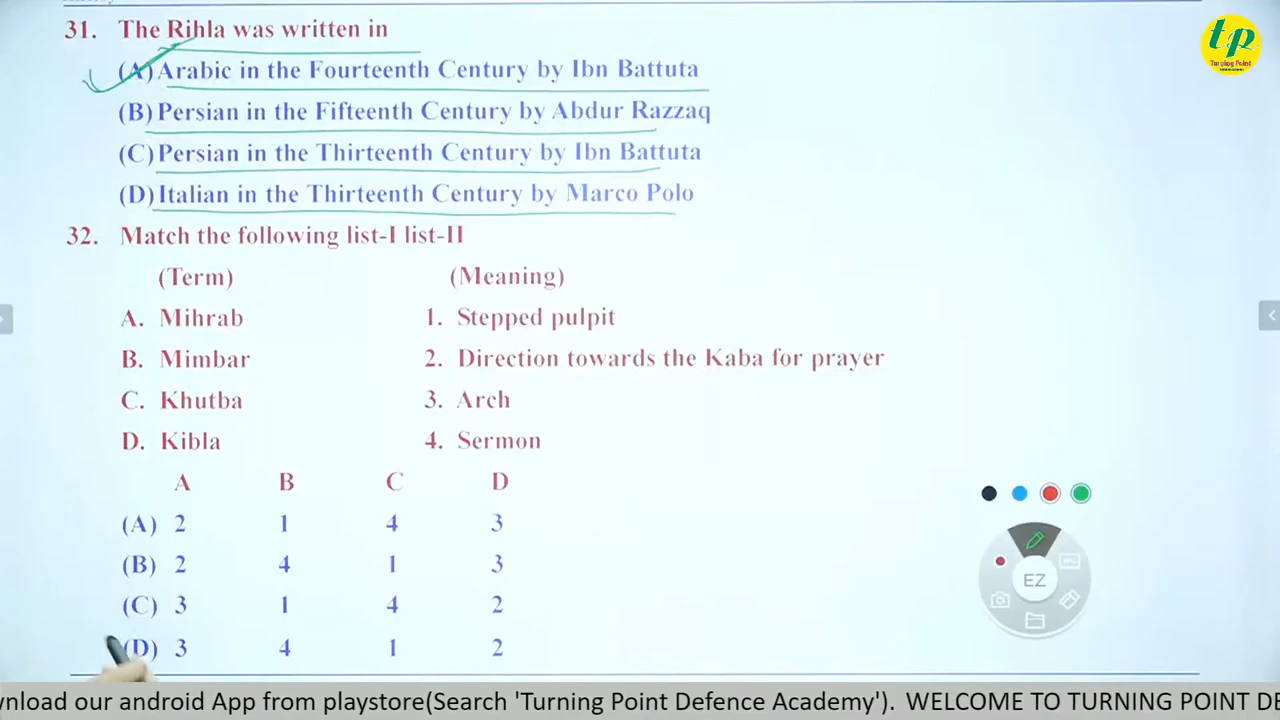 31. The Rihla was written in
(A) Arabic in the Fourteenth Century by Ibn Battuta
(B) Persian in the Fifteenth Century by Abdur Razzaq
(C) Persian in the Thirteenth Century by Ibn Battuta
(D) Italian in the Thirteenth Century by Marco Polo
32. Match the following list-I list-II
(Term) (Meaning)
A. Mihrab 1. Stepped pulpit
B. Mimbar 2. Direction towards the Kaba for prayer
C. Khutba 3. Arch
D. Kibla 4. Sermon
A B C D
(A) 2 1 4 3
(B) 2 4 1 3
(C) 3 1 4 2
(D) 3 4 1 2
tp
Turning Point
EZ
wnload our android App from playstore(Search 'Turning Point Defence Academy'). WELCOME TO TURNING POINT DE